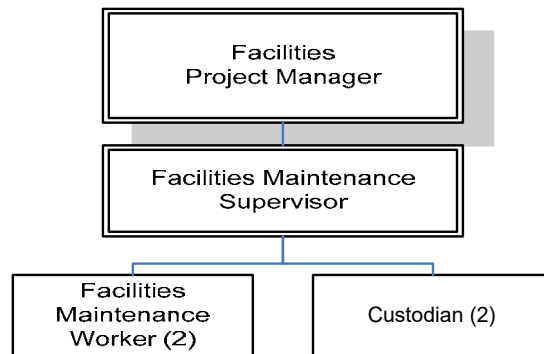 Facilities
Project Manager
Facilities Maintenance
Supervisor
Facilities
Maintenance
Worker (2)
Custodian (2)